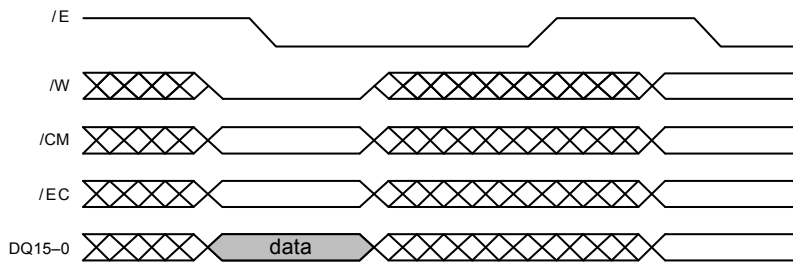 /E
/W
/CM
/EC
DQ15–0 data